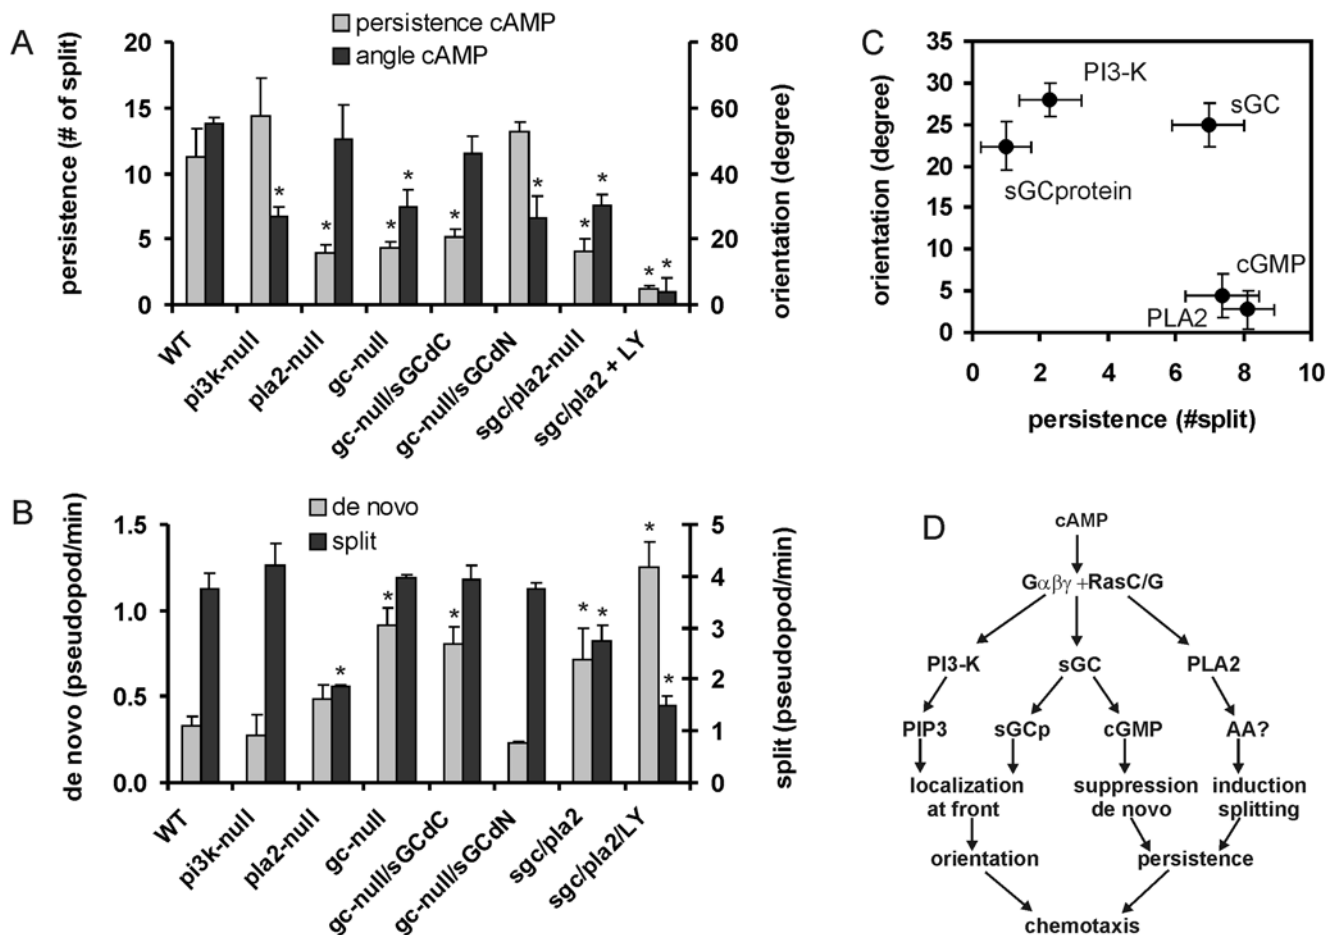 A
persistence cAMP
angle cAMP
persistence (# of split)
20
15
10
5
0
80
60
40
20
0
orientation (degree)
* * * * * * * * * *
WT
pi3k-null
pla2-null
gc-null
gc-null/sGCdC
gc-null/sGCdN
sgc/pla2-null
sgc/pla2 + LY
B
de novo
split
de novo (pseudopod/min)
1.5
1.0
0.5
0.0
5
4
3
2
1
0
split (pseudopod/min)
* * * * * * *
WT
pi3k-null
pla2-null
gc-null
gc-null/sGCdC
gc-null/sGCdN
sgc/pla2
sgc/pla2/LY
C
orientation (degree)
35
30
25
20
15
10
5
0
PI3-K
sGC
sGCprotein
cGMP
PLA2
0 2 4 6 8 10
persistence (#split)
D
cAMP
Gαβγ +RasC/G
PI3-K sGC PLA2
PIP3 sGCp cGMP AA?
localization suppression induction
at front de novo splitting
orientation persistence
chemotaxis